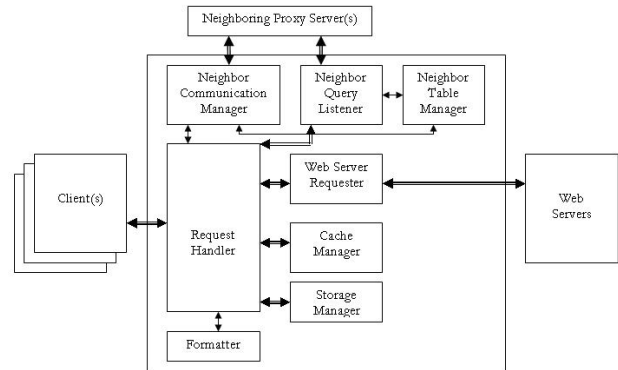 Neighboring Proxy Server(s)
Neighbor
Communication
Manager
Neighbor
Query
Listener
Neighbor
Table
Manager
Client(s)
Request
Handler
Web Server
Requester
Web
Servers
Cache
Manager
Storage
Manager
Formatter